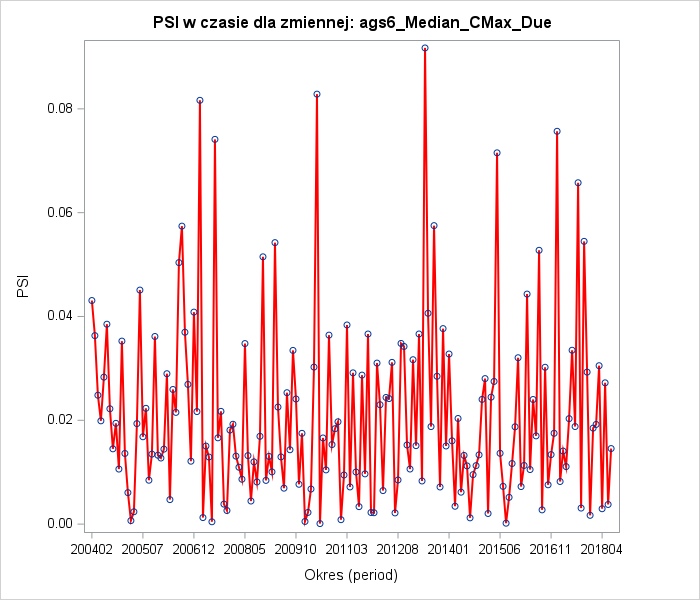 PSI w czasie dla zmiennej: ags6_Median_CMax_Due
0.08
0.06
0.04
0.02
0.00
PSI
200402 200507 200612 200805 200910 201103 201208 201401 201506 201611 201804
Okres (period)